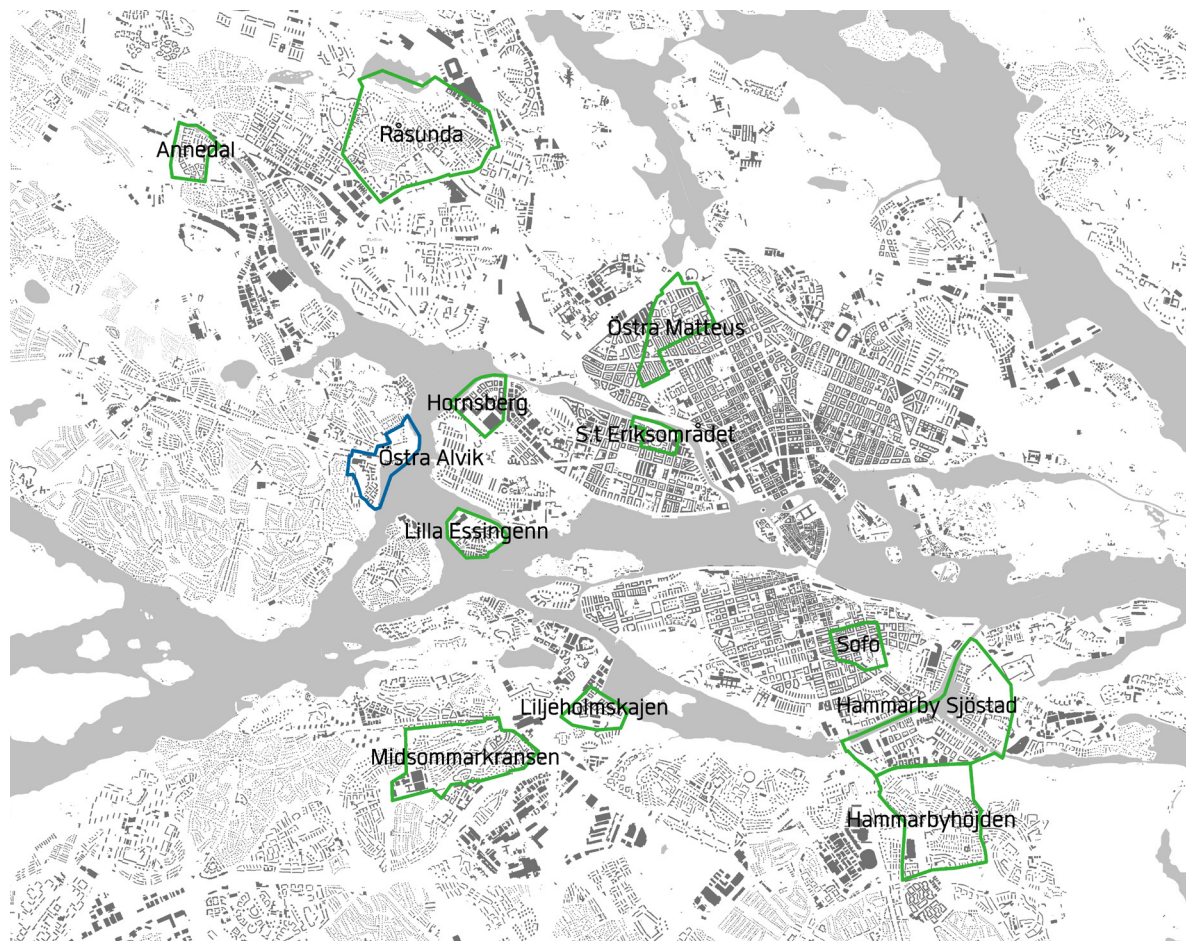 Råsunda
Annedal
Östra Matteus
Hornsberg
S:t Eriksområdet
Östra Alvik
Lilla Essingenn
Sofo
Hammarby Sjöstad
Liljeholmskajen
Midsommarkransen
Hammarbyhöjden